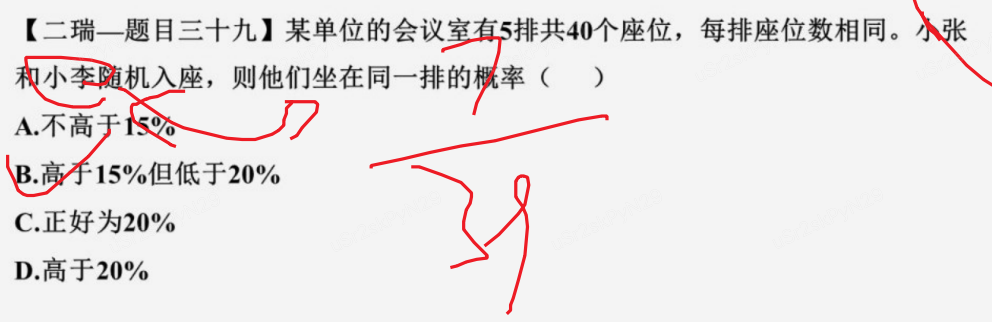 【二瑞—题目三十九】某单位的会议室有5排共40个座位，每排座位数相同。小张
和小李随机入座，则他们坐在同一排的概率（ ）
A.不高于15%
B.高于15%但低于20%
C.正好为20%
D.高于20%
7
39